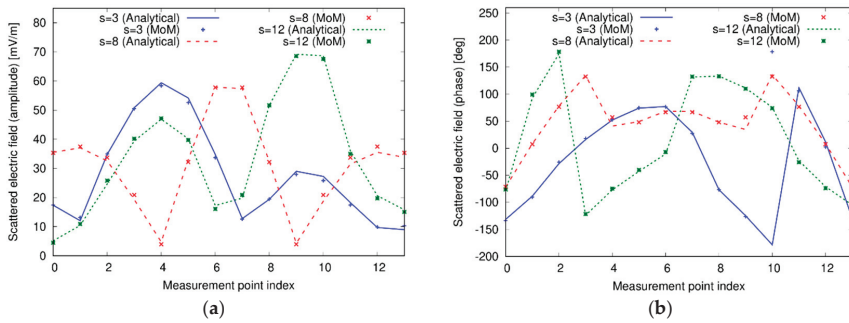 s=3 (Analytical)
s=3 (MoM)
s=8 (Analytical)
s=8 (MoM)
s=12 (Analytical)
s=12 (MoM)
Scattered electric field (amplitude) [mV/m]
80
70
60
50
40
30
20
10
0
0 2 4 6 8 10 12
Measurement point index
(a)
s=3 (Analytical)
s=3 (MoM)
s=8 (Analytical)
s=8 (MoM)
s=12 (Analytical)
s=12 (MoM)
Scattered electric field (phase) [deg]
250
200
150
100
50
0
-50
-100
-150
-200
0 2 4 6 8 10 12
Measurement point index
(b)